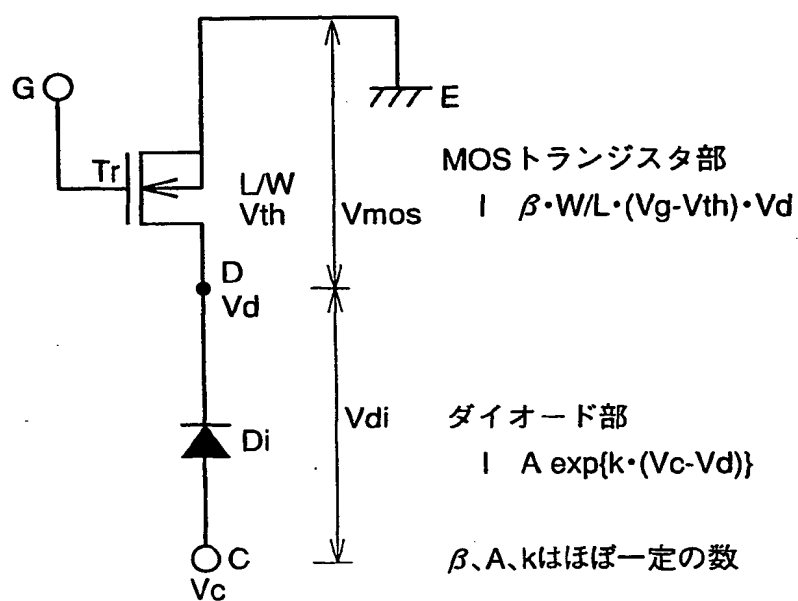 G
E
Tr
L/W
Vth
Vmos
MOSトランジスタ部
I β・W/L・(Vg-Vth)・Vd
D
Vd
Vdi
Di
ダイオード部
I A exp{k・(Vc-Vd)}
C
Vc
β、A、kはほぼ一定の数